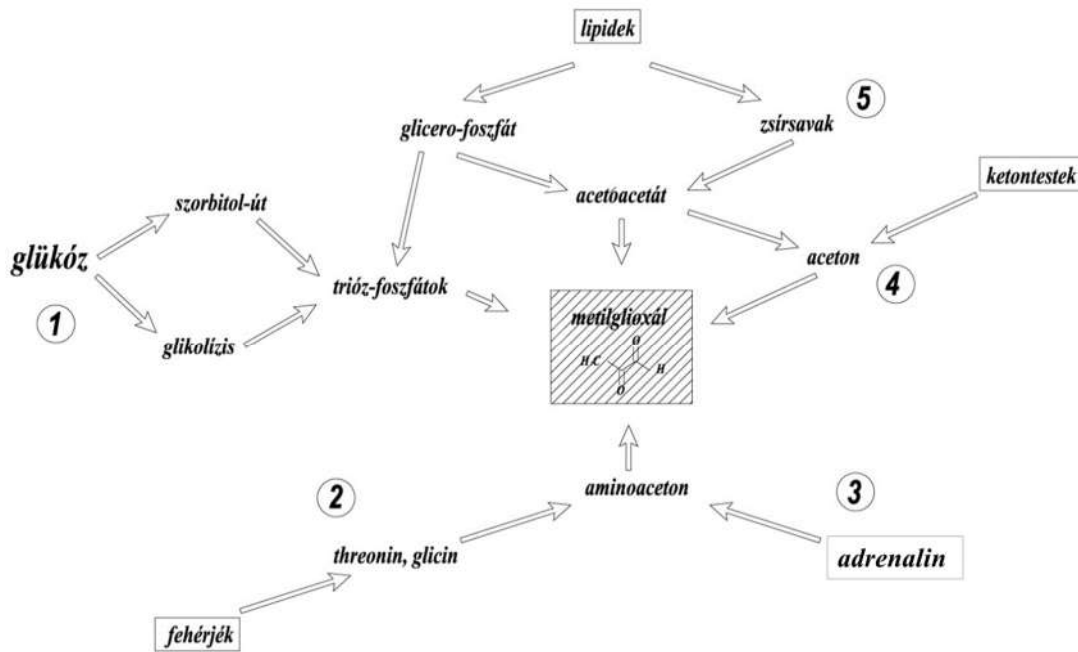 lipidek
5
glicero-foszfát
zsírsavak
ketontestek
szorbitol-út
acetoacetát
glükóz
aceton
trióz-foszfátok
4
1
metilglioxál
glikolízis
O
H₃C
H
O
2
3
aminoaceton
threonin, glicin
adrenalin
fehérjék